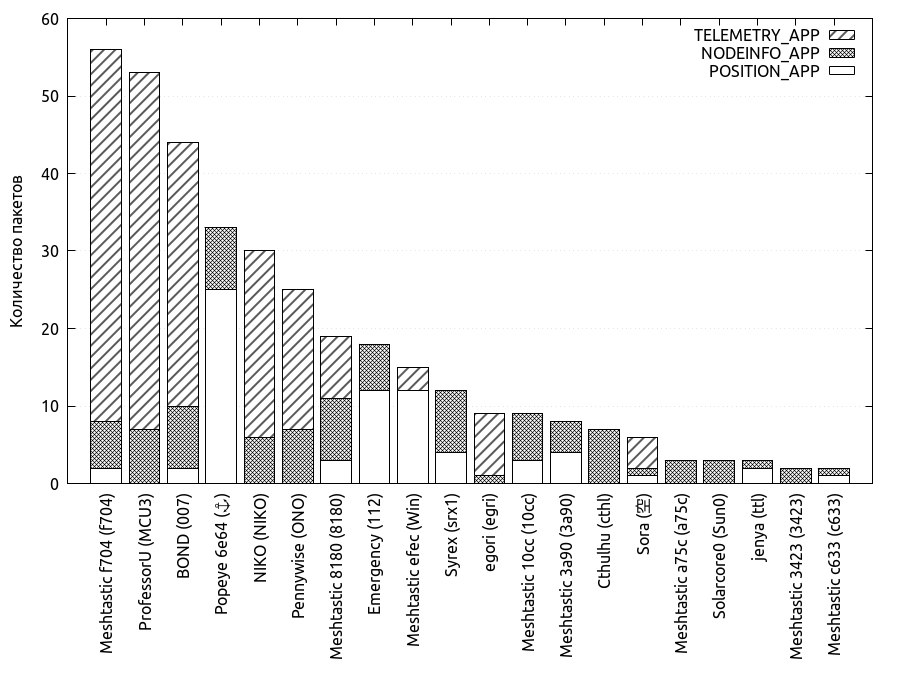 60
50
40
30
20
10
0
Количество пакетов
TELEMETRY_APP
NODEINFO_APP
POSITION_APP
Meshtastic f704 (f704)
ProfessorU (MCU3)
BOND (007)
Popeye 6e64 (⚓)
NIKO (NIKO)
Pennywise (ONO)
Meshtastic 8180 (8180)
Emergency (112)
Meshtastic efec (Win)
Syrex (srx1)
egori (egri)
Meshtastic 10cc (10cc)
Meshtastic 3a90 (3a90)
Cthulhu (cthl)
Sora (空)
Meshtastic a75c (a75c)
Solarcore0 (Sun0)
jenya (ttl)
Meshtastic 3423 (3423)
Meshtastic c633 (c633)